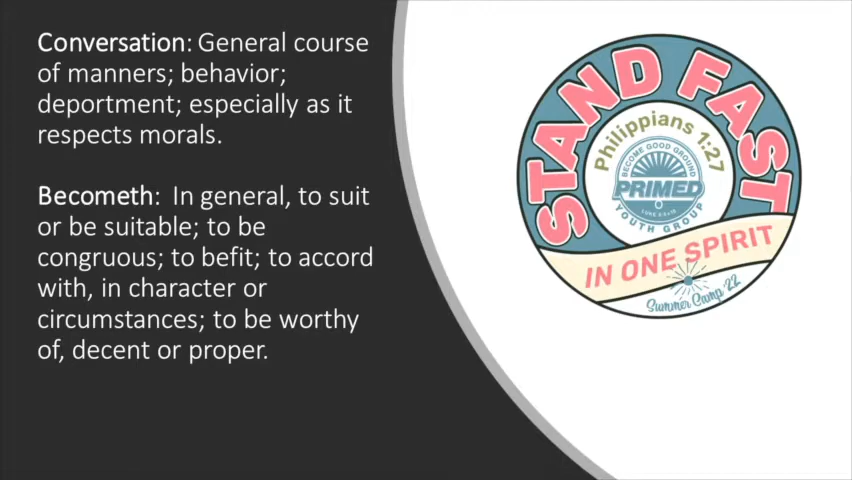 Conversation: General course
of manners; behavior;
deportment; especially as it
respects morals.
Becometh:  In general, to suit
or be suitable; to be
congruous; to befit; to accord
with, in character or
circumstances; to be worthy
of, decent or proper.
STAND FAST
Philippians 1:27
BECOME GOOD GROUND
PRIMED
YOUTH GROUP
IN ONE SPIRIT
Summer Camp '22